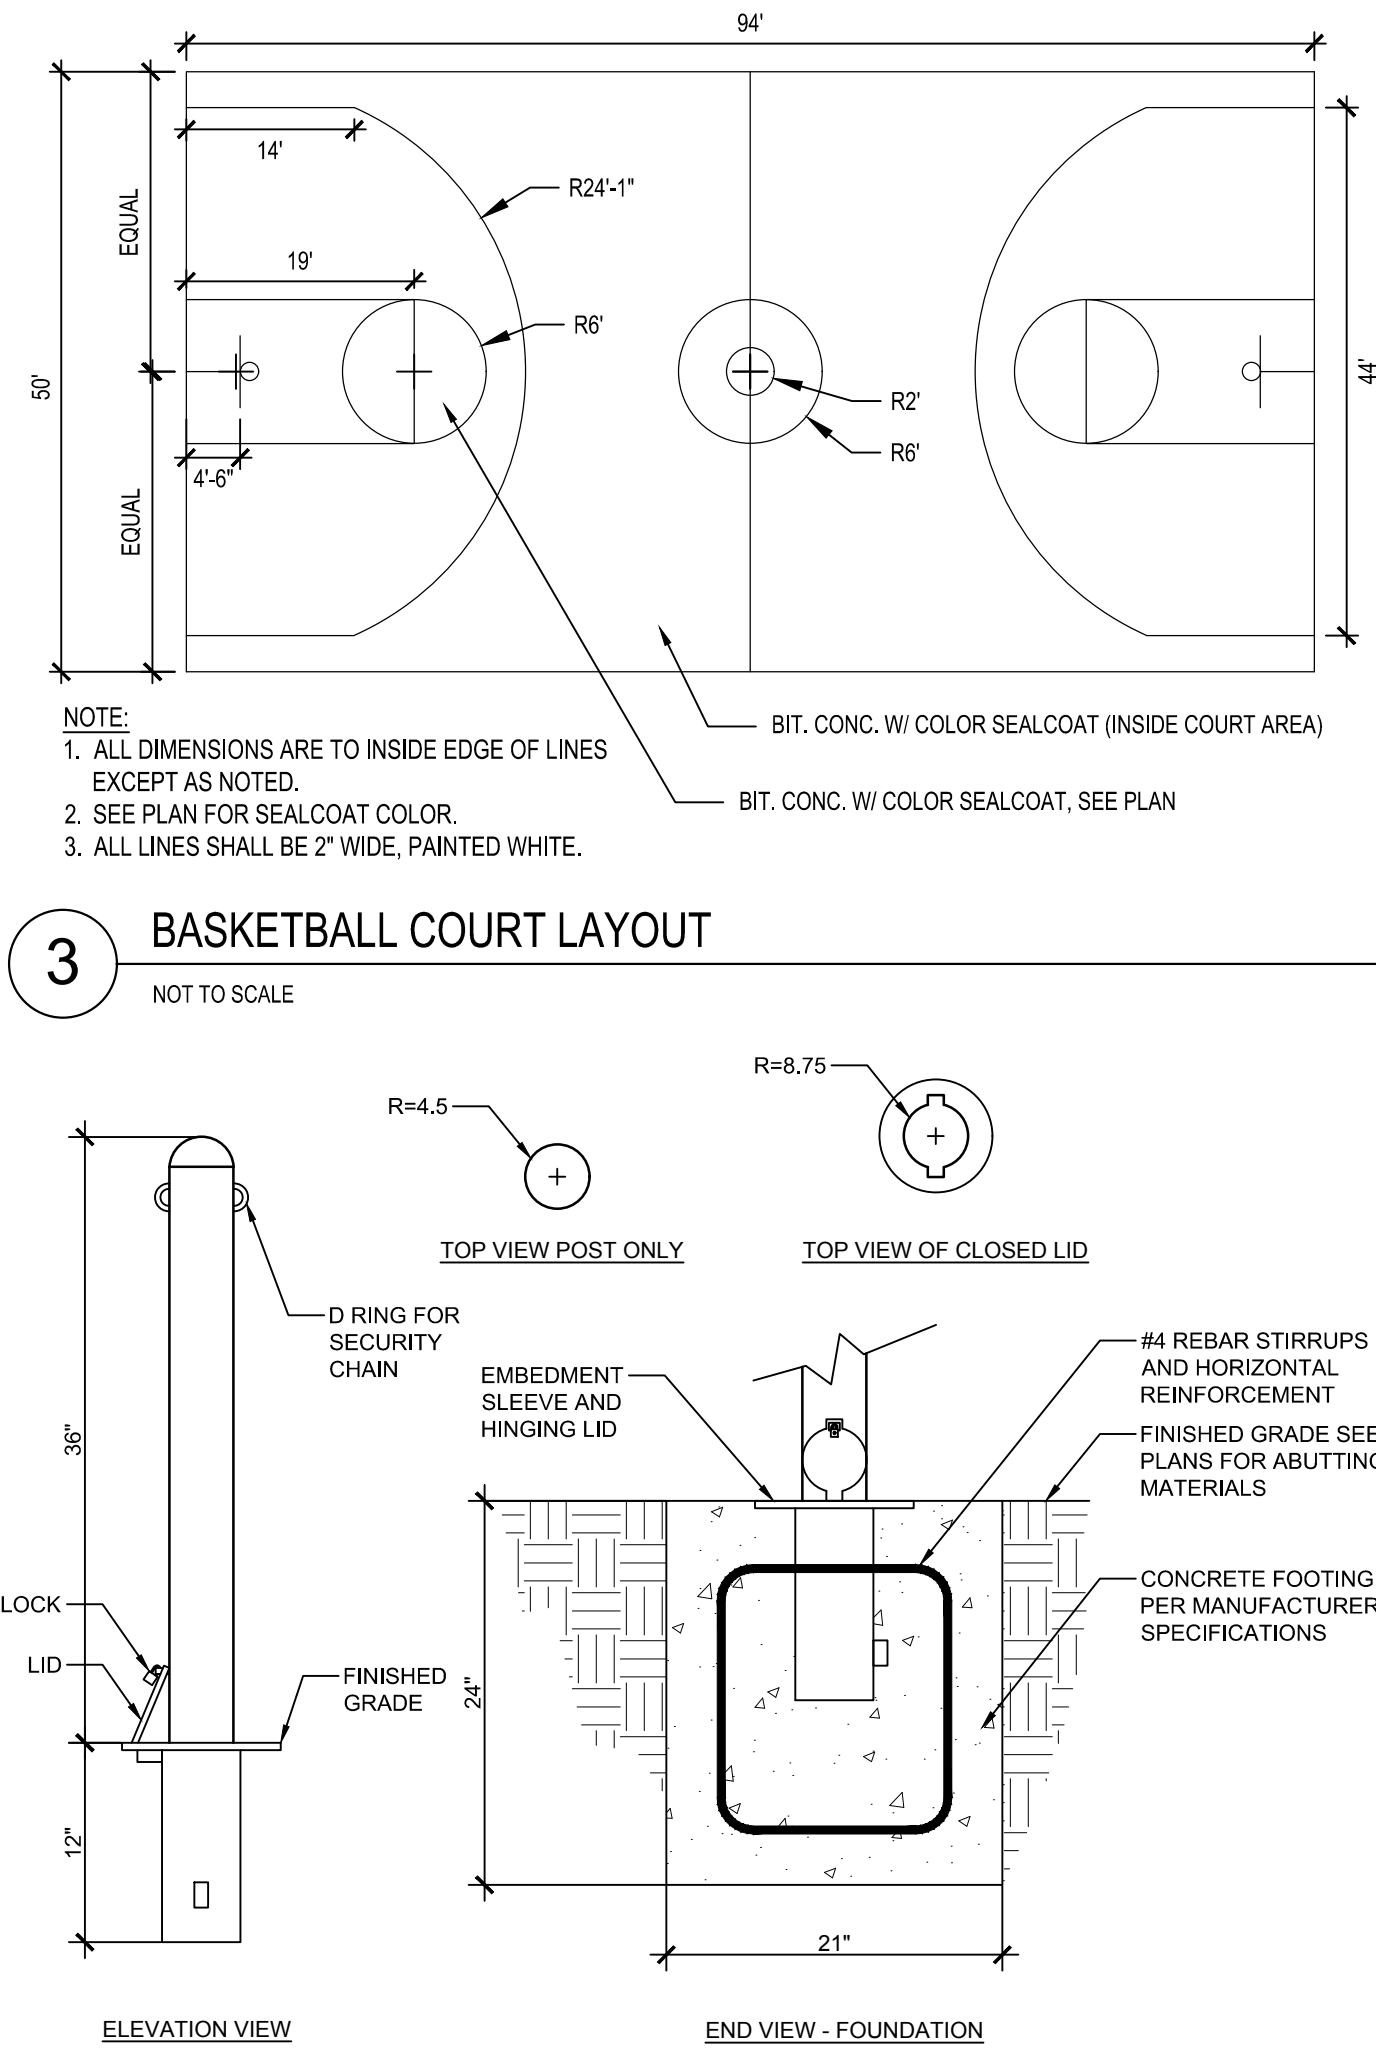 94'
14'
R24'-1"
EQUAL
19'
R6'
50'
44'
R2'
R6'
4'-6"
EQUAL
NOTE:
1. ALL DIMENSIONS ARE TO INSIDE EDGE OF LINES
EXCEPT AS NOTED.
2. SEE PLAN FOR SEALCOAT COLOR.
3. ALL LINES SHALL BE 2" WIDE, PAINTED WHITE.
BIT. CONC. W/ COLOR SEALCOAT (INSIDE COURT AREA)
BIT. CONC. W/ COLOR SEALCOAT, SEE PLAN
3
BASKETBALL COURT LAYOUT
NOT TO SCALE
R=8.75
R=4.5
TOP VIEW POST ONLY
TOP VIEW OF CLOSED LID
D RING FOR
SECURITY
CHAIN
36"
LOCK
LID
FINISHED
GRADE
12"
ELEVATION VIEW
EMBEDMENT
SLEEVE AND
HINGING LID
#4 REBAR STIRRUPS
AND HORIZONTAL
REINFORCEMENT
FINISHED GRADE SEE
PLANS FOR ABUTTING
MATERIALS
CONCRETE FOOTING
PER MANUFACTURER
SPECIFICATIONS
24"
21"
END VIEW - FOUNDATION